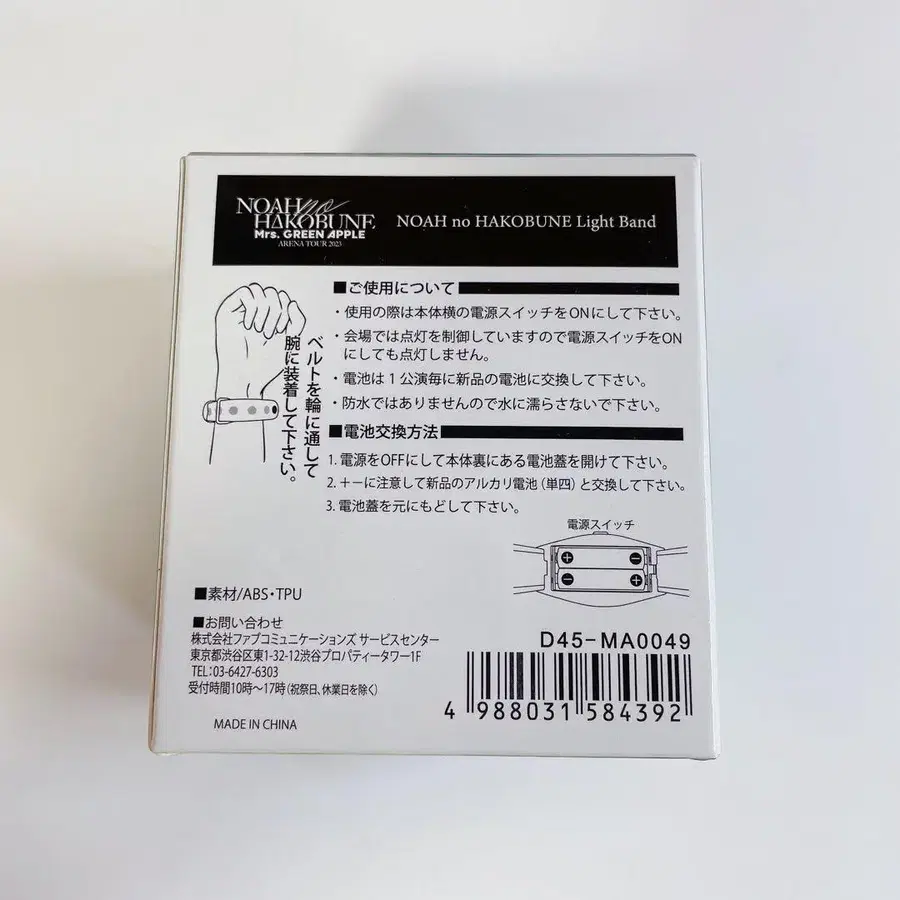 NOAH no
HAKOBUNE
Mrs. GREEN APPLE
ARENA TOUR 2023
NOAH no HAKOBUNE Light Band
■ご使用について
・使用の際は本体横の電源スイッチをONにして下さい。
・会場では点灯を制御していますので電源スイッチをON
にしても点灯しません。
・電池は1公演毎に新品の電池に交換して下さい。
・防水ではありませんので水に濡らさないで下さい。
ベルトを輪に通して
腕に装着して下さい。
■電池交換方法
1. 電源をOFFにして本体裏にある電池蓋を開けて下さい。
2. +−に注意して新品のアルカリ電池（単四）と交換して下さい。
3. 電池蓋を元にもどして下さい。
電源スイッチ
+ −
− +
■素材/ABS・TPU
■お問い合わせ
株式会社ファブコミュニケーションズ サービスセンター
東京都渋谷区東1-32-12渋谷プロパティータワー1F
TEL:03-6427-6303
受付時間10時〜17時（祝祭日、休業日を除く）
MADE IN CHINA
D45-MA0049
4 988031 584392